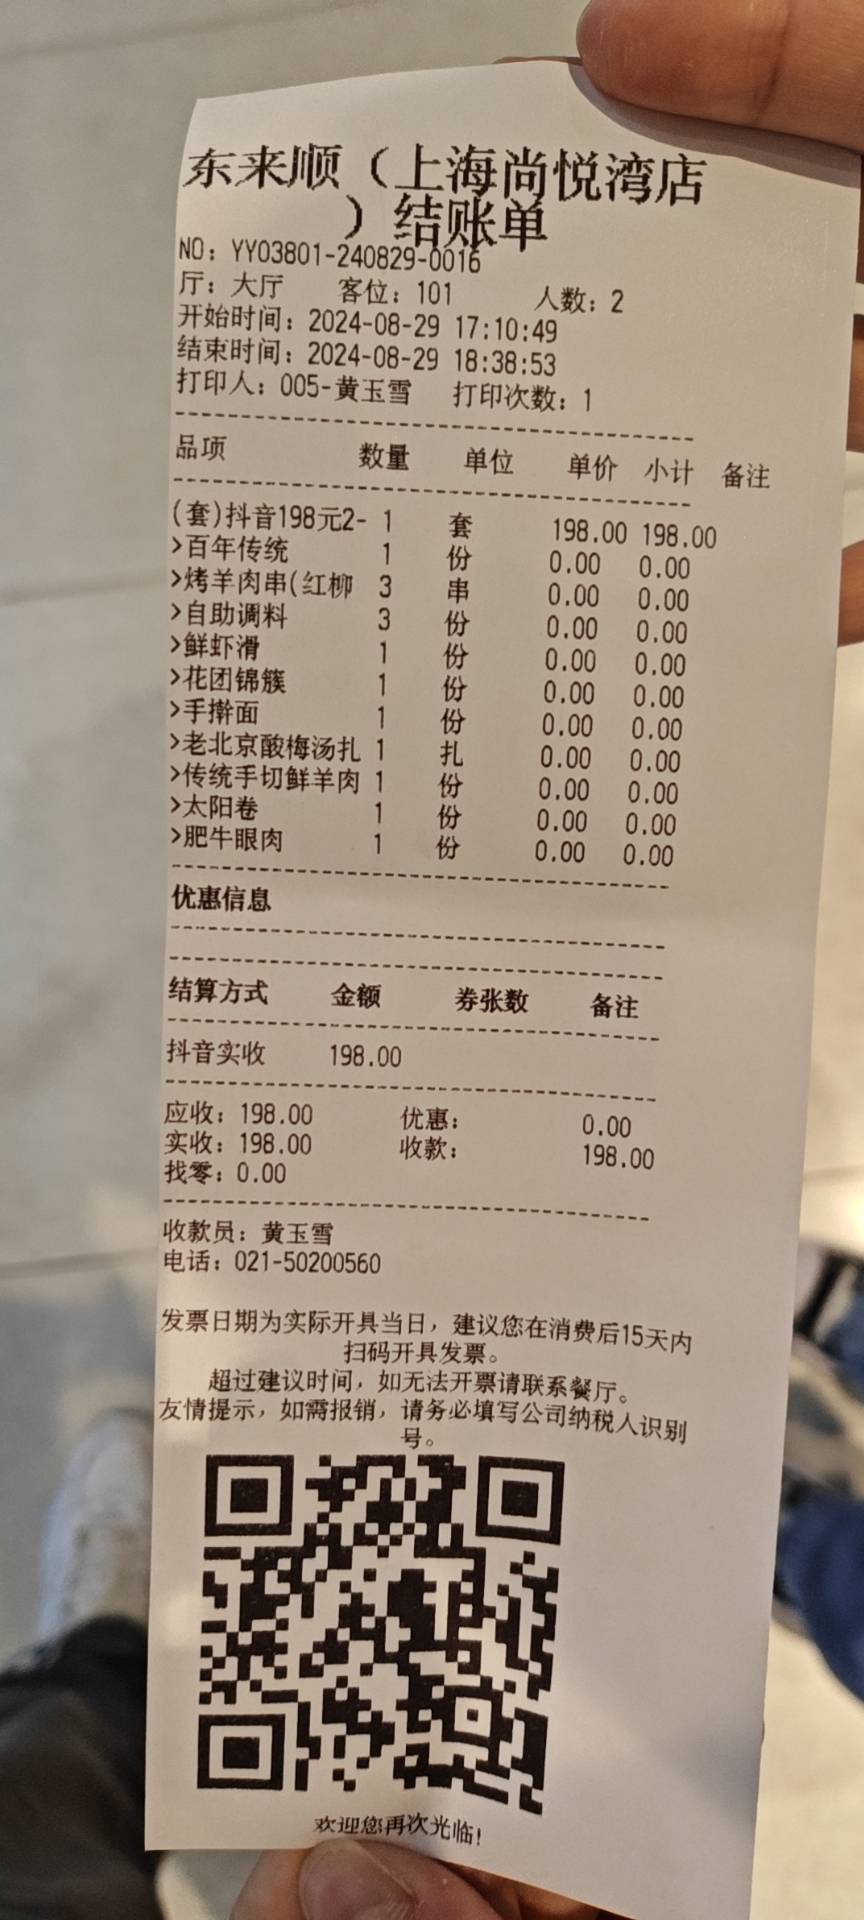 东来顺（上海尚悦湾店
）结账单
NO：YY03801-240829-0016
厅：大厅 客位：101 人数：2
开始时间：2024-08-29 17:10:49
结束时间：2024-08-29 18:38:53
打印人：005-黄玉雪 打印次数：1
品项 数量 单位 单价 小计 备注
(套)抖音198元2- 1 套 198.00 198.00
>百年传统 1 份 0.00 0.00
>烤羊肉串(红柳 3 串 0.00 0.00
>自助调料 3 份 0.00 0.00
>鲜虾滑 1 份 0.00 0.00
>花团锦簇 1 份 0.00 0.00
>手擀面 1 份 0.00 0.00
>老北京酸梅汤扎 1 扎 0.00 0.00
>传统手切鲜羊肉 1 份 0.00 0.00
>太阳卷 1 份 0.00 0.00
>肥牛眼肉 1 份 0.00 0.00
优惠信息
结算方式 金额 券张数 备注
抖音实收 198.00
应收：198.00 优惠： 0.00
实收：198.00 收款： 198.00
找零：0.00
收款员：黄玉雪
电话：021-50200560
发票日期为实际开具当日，建议您在消费后15天内
扫码开具发票。
超过建议时间，如无法开票请联系餐厅。
友情提示，如需报销，请务必填写公司纳税人识别
号。
欢迎您再次光临!